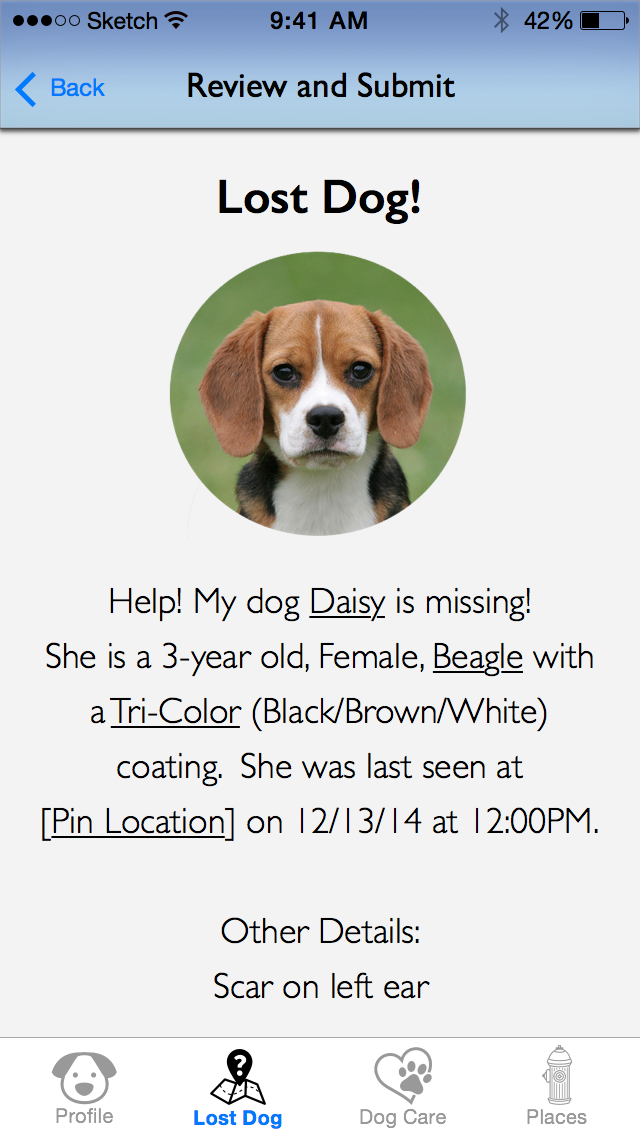 Sketch 9:41 AM 42%
Back Review and Submit
Lost Dog!
Help! My dog Daisy is missing!
She is a 3-year old, Female, Beagle with
a Tri-Color (Black/Brown/White)
coating. She was last seen at
[Pin Location] on 12/13/14 at 12:00PM.
Other Details:
Scar on left ear
?
Profile Lost Dog Dog Care Places